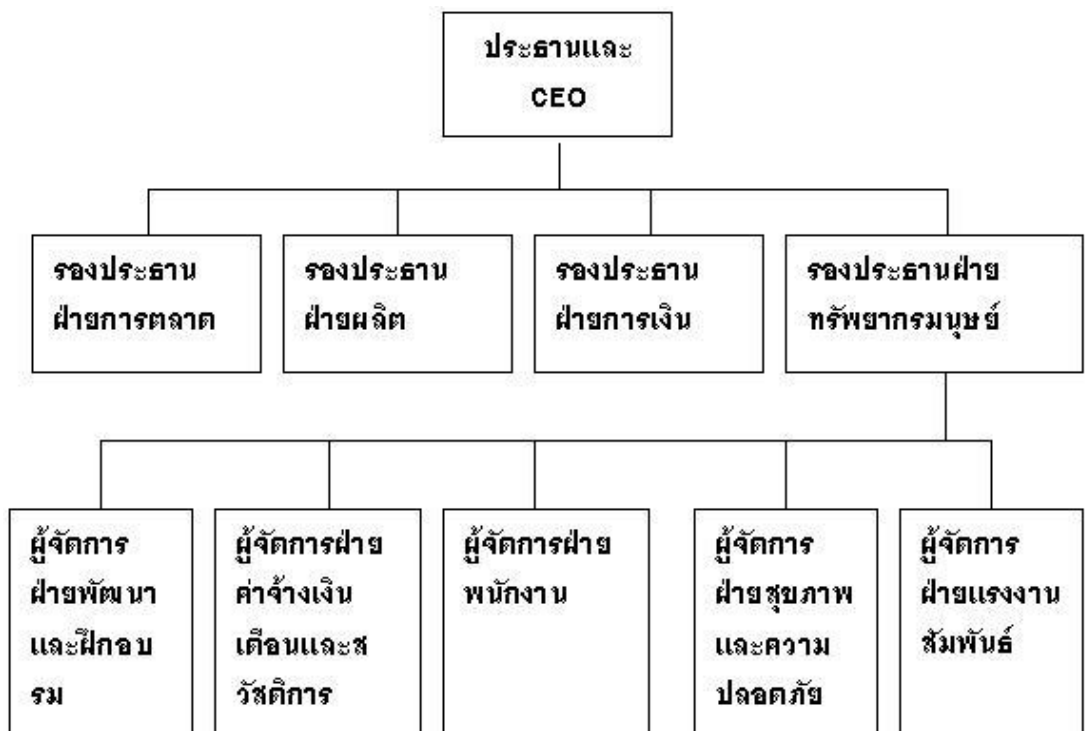 ประธานและ
CEO
รองประธาน
ฝ่ายการตลาด
รองประธาน
ฝ่ายผลิต
รองประธาน
ฝ่ายการเงิน
รองประธานฝ่าย
ทรัพยากรมนุษย์
ผู้จัดการ
ฝ่ายพัฒนา
และฝึกอบ
รม
ผู้จัดการฝ่าย
ค่าจ้างเงิน
เดือนและส
วัสดิการ
ผู้จัดการฝ่าย
พนักงาน
ผู้จัดการ
ฝ่ายสุขภาพ
และความ
ปลอดภัย
ผู้จัดการ
ฝ่ายแรงงาน
สัมพันธ์